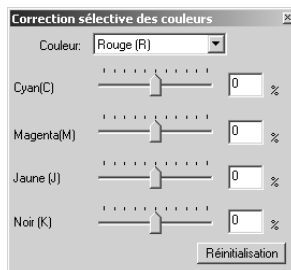 Correction sélective des couleurs
Couleur: Rouge (R)
Cyan(C) 0 %
Magenta(M) 0 %
Jaune (J) 0 %
Noir (K) 0 %
Réinitialisation